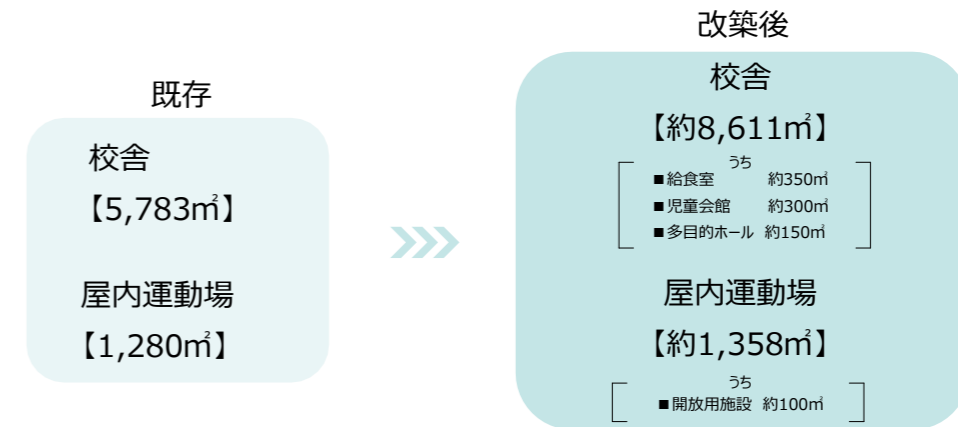 既存
校舎
【5,783㎡】
屋内運動場
【1,280㎡】
改築後
校舎
【約8,611㎡】
うち
■給食室 約350㎡
■児童会館 約300㎡
■多目的ホール 約150㎡
屋内運動場
【約1,358㎡】
うち
■開放用施設 約100㎡